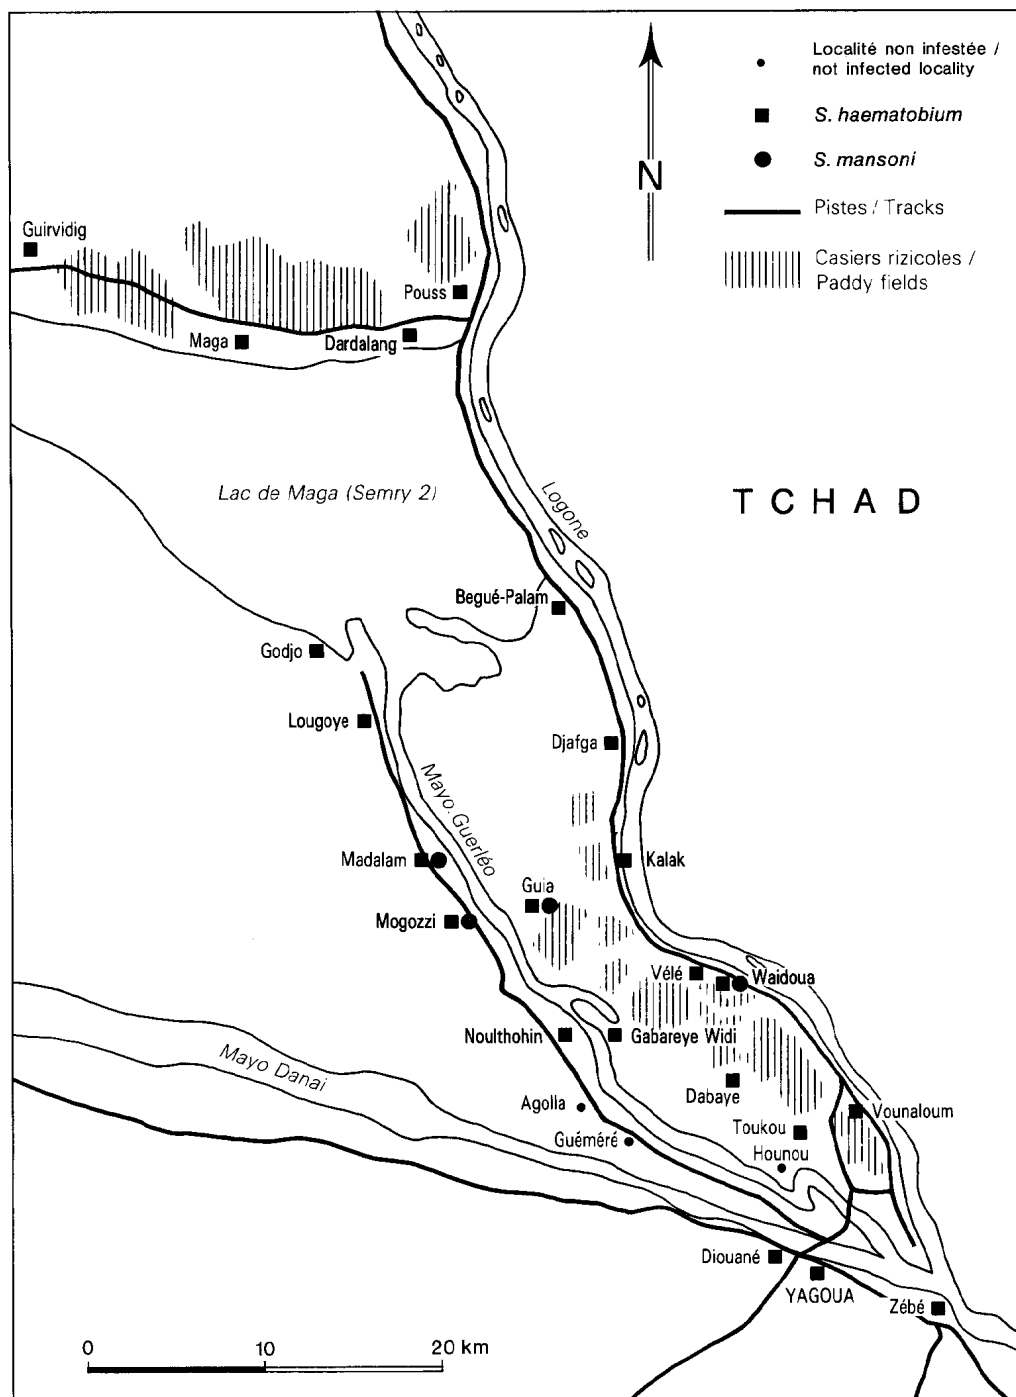 Localité non infestée /
not infected locality
S. haematobium
S. mansoni
N
Pistes / Tracks
Casiers rizicoles /
Paddy fields
Guirvidig
Pouss
Maga
Dardalang
Lac de Maga (Semry 2)
Logone
TCHAD
Begué-Palam
Godjo
Lougoye
Djafga
Mayo-Guerléo
Madalam
Kalak
Guia
Mogozzi
Vélé
Waidoua
Noulthohin
Gabareye Widi
Mayo Danai
Dabaye
Agolla
Vounaloum
Toukou
Guéméré
Hounou
Diouané
YAGOUA
Zébé
0 10 20 km